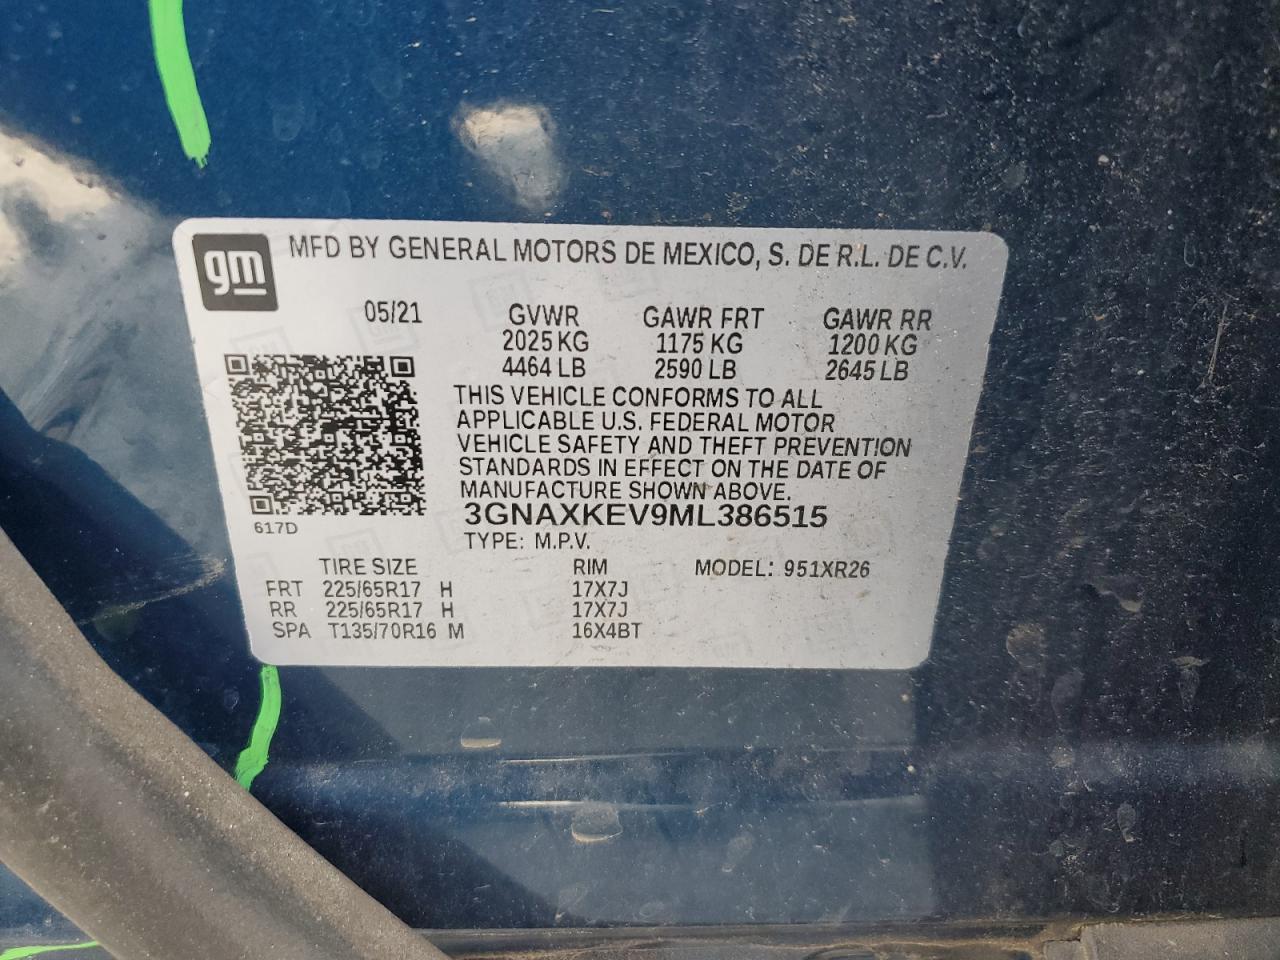 gm
MFD BY GENERAL MOTORS DE MEXICO, S. DE R.L. DE C.V.
05/21 GVWR GAWR FRT GAWR RR
2025 KG 1175 KG 1200 KG
4464 LB 2590 LB 2645 LB
THIS VEHICLE CONFORMS TO ALL
APPLICABLE U.S. FEDERAL MOTOR
VEHICLE SAFETY AND THEFT PREVENTION
STANDARDS IN EFFECT ON THE DATE OF
MANUFACTURE SHOWN ABOVE.
3GNAXKEV9ML386515
617D
TYPE: M.P.V.
TIRE SIZE RIM MODEL: 951XR26
FRT 225/65R17 H 17X7J
RR 225/65R17 H 17X7J
SPA T135/70R16 M 16X4BT